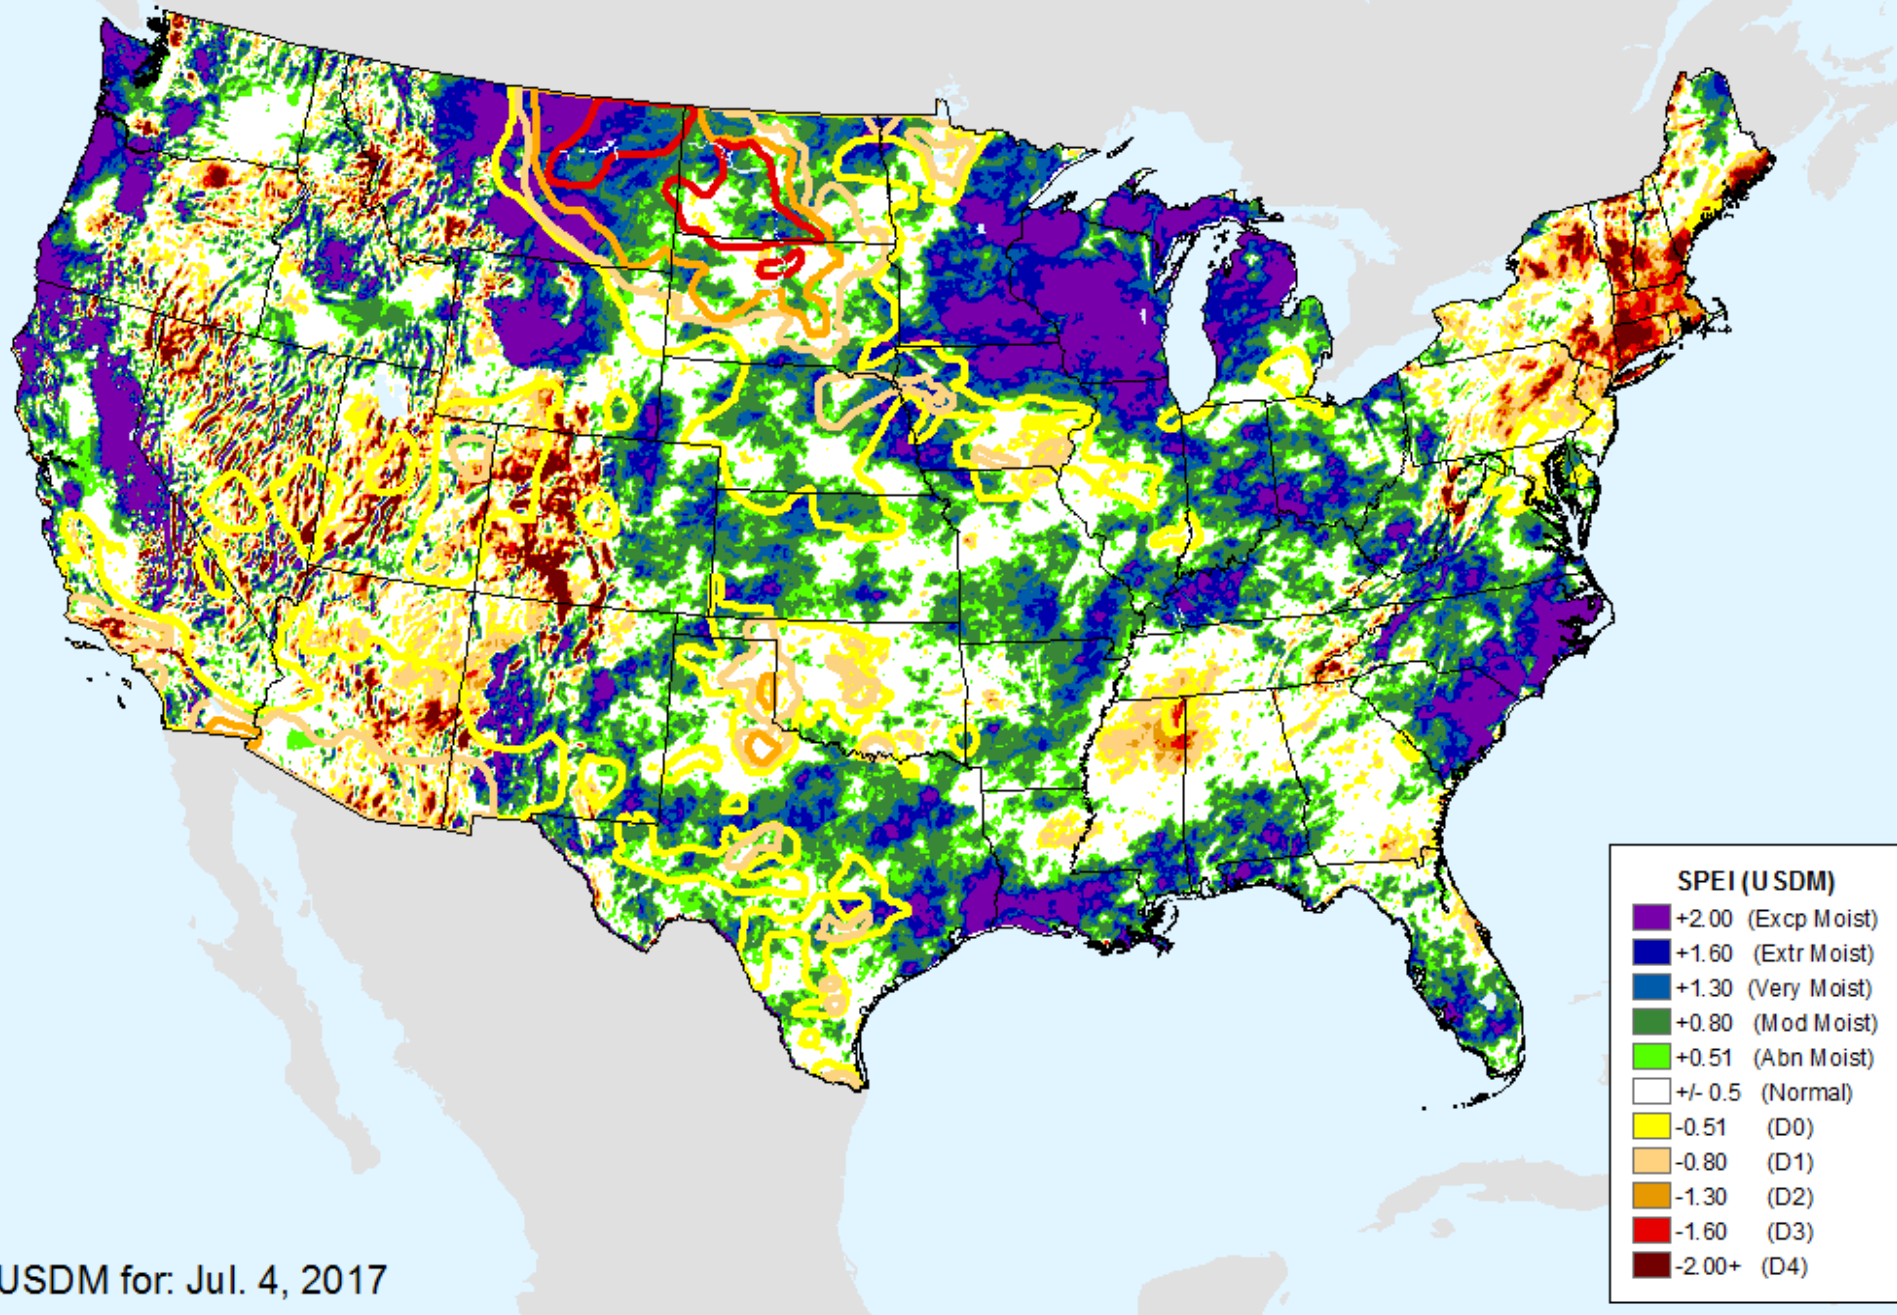 SPEI (USDM)
+2.00 (Excp Moist)
+1.60 (Extr Moist)
+1.30 (Very Moist)
+0.80 (Mod Moist)
+0.51 (Abn Moist)
+/- 0.5 (Normal)
-0.51 (D0)
-0.80 (D1)
-1.30 (D2)
-1.60 (D3)
-2.00+ (D4)
USDM for: Jul. 4, 2017